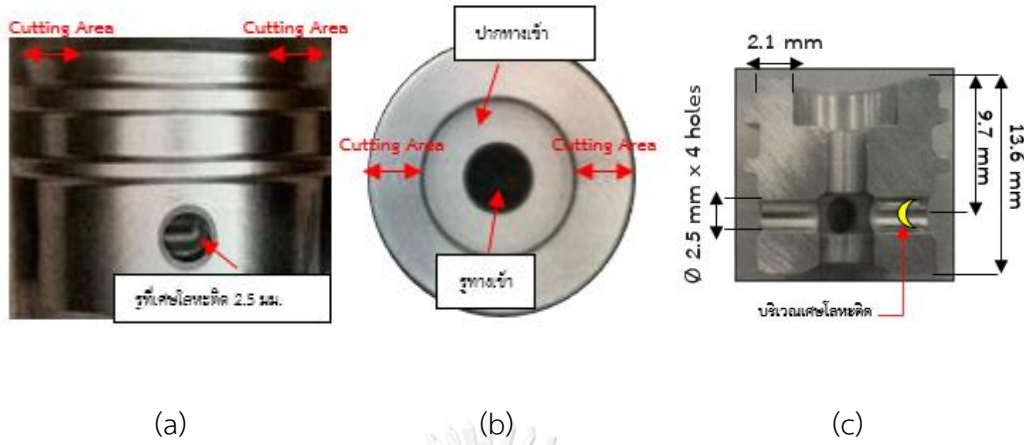 Cutting Area
Cutting Area
รูที่เศษโลหะติด 2.5 มม.
ปากทางเข้า
Cutting Area
Cutting Area
รูทางเข้า
2.1 mm
9.7 mm
13.6 mm
Ø 2.5 mm x 4 holes
บริเวณเศษโลหะติด
(a)
(b)
(c)